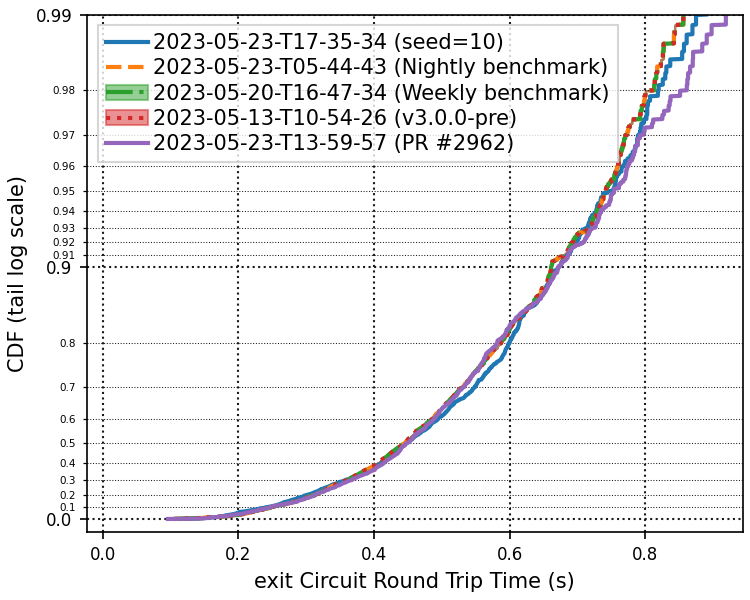 0.99
2023-05-23-T17-35-34 (seed=10)
2023-05-23-T05-44-43 (Nightly benchmark)
2023-05-20-T16-47-34 (Weekly benchmark)
2023-05-13-T10-54-26 (v3.0.0-pre)
2023-05-23-T13-59-57 (PR #2962)
0.98
0.97
0.96
0.95
0.94
0.93
0.92
0.91
0.9
0.8
0.7
0.6
0.5
0.4
0.3
0.2
0.1
0.0
CDF (tail log scale)
0.0 0.2 0.4 0.6 0.8
exit Circuit Round Trip Time (s)